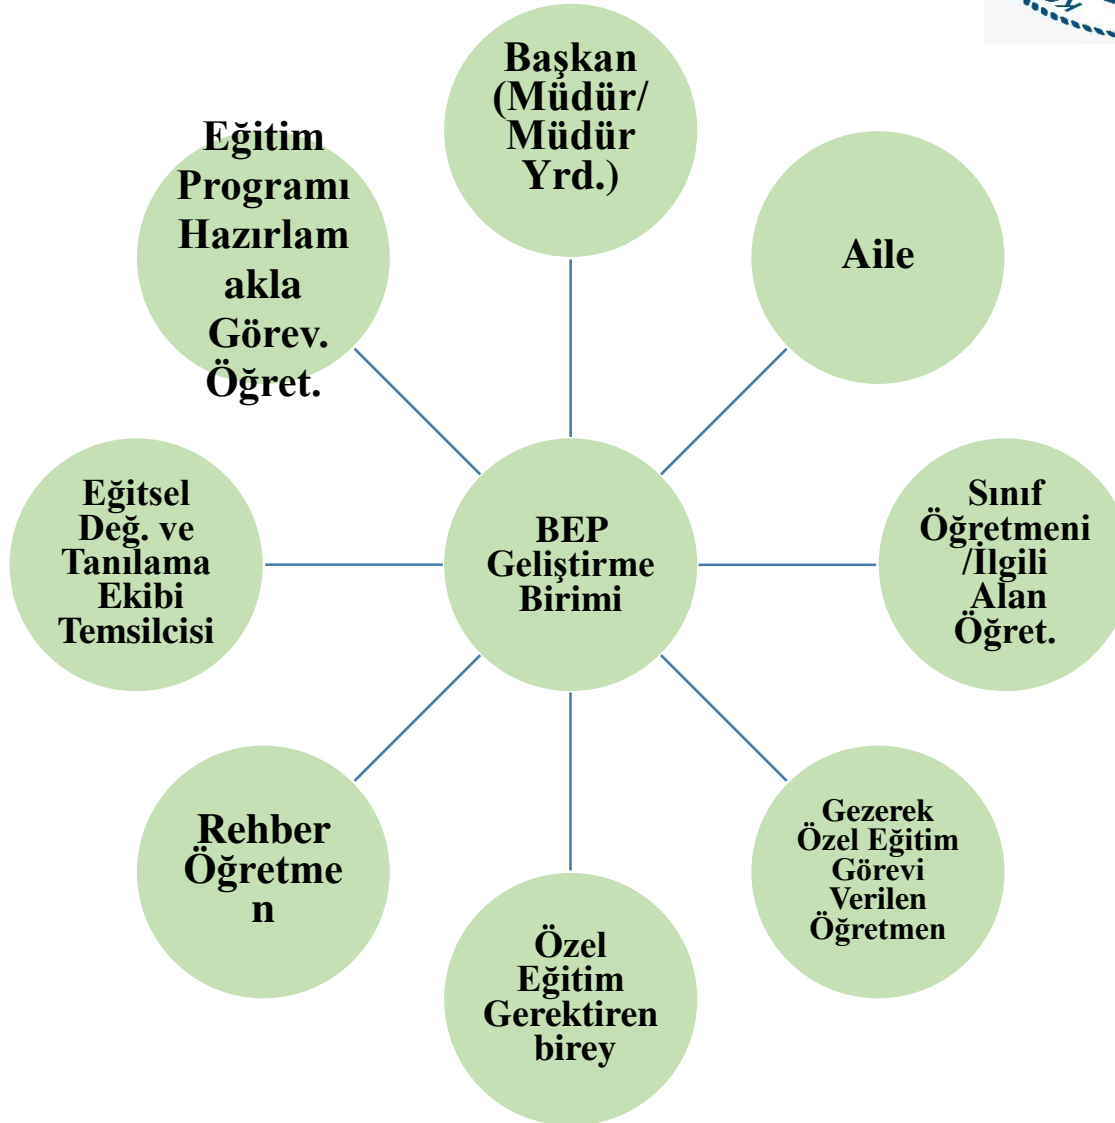 Başkan
(Müdür/
Müdür
Yrd.)
Aile
Sınıf
Öğretmeni
/İlgili
Alan
Öğret.
Gezerek
Özel Eğitim
Görevi
Verilen
Öğretmen
Özel
Eğitim
Gerektiren
birey
Rehber
Öğretme
n
Eğitsel
Değ. ve
Tanılama
Ekibi
Temsilcisi
Eğitim
Programı
Hazırlam
akla
Görev.
Öğret.
BEP
Geliştirme
Birimi